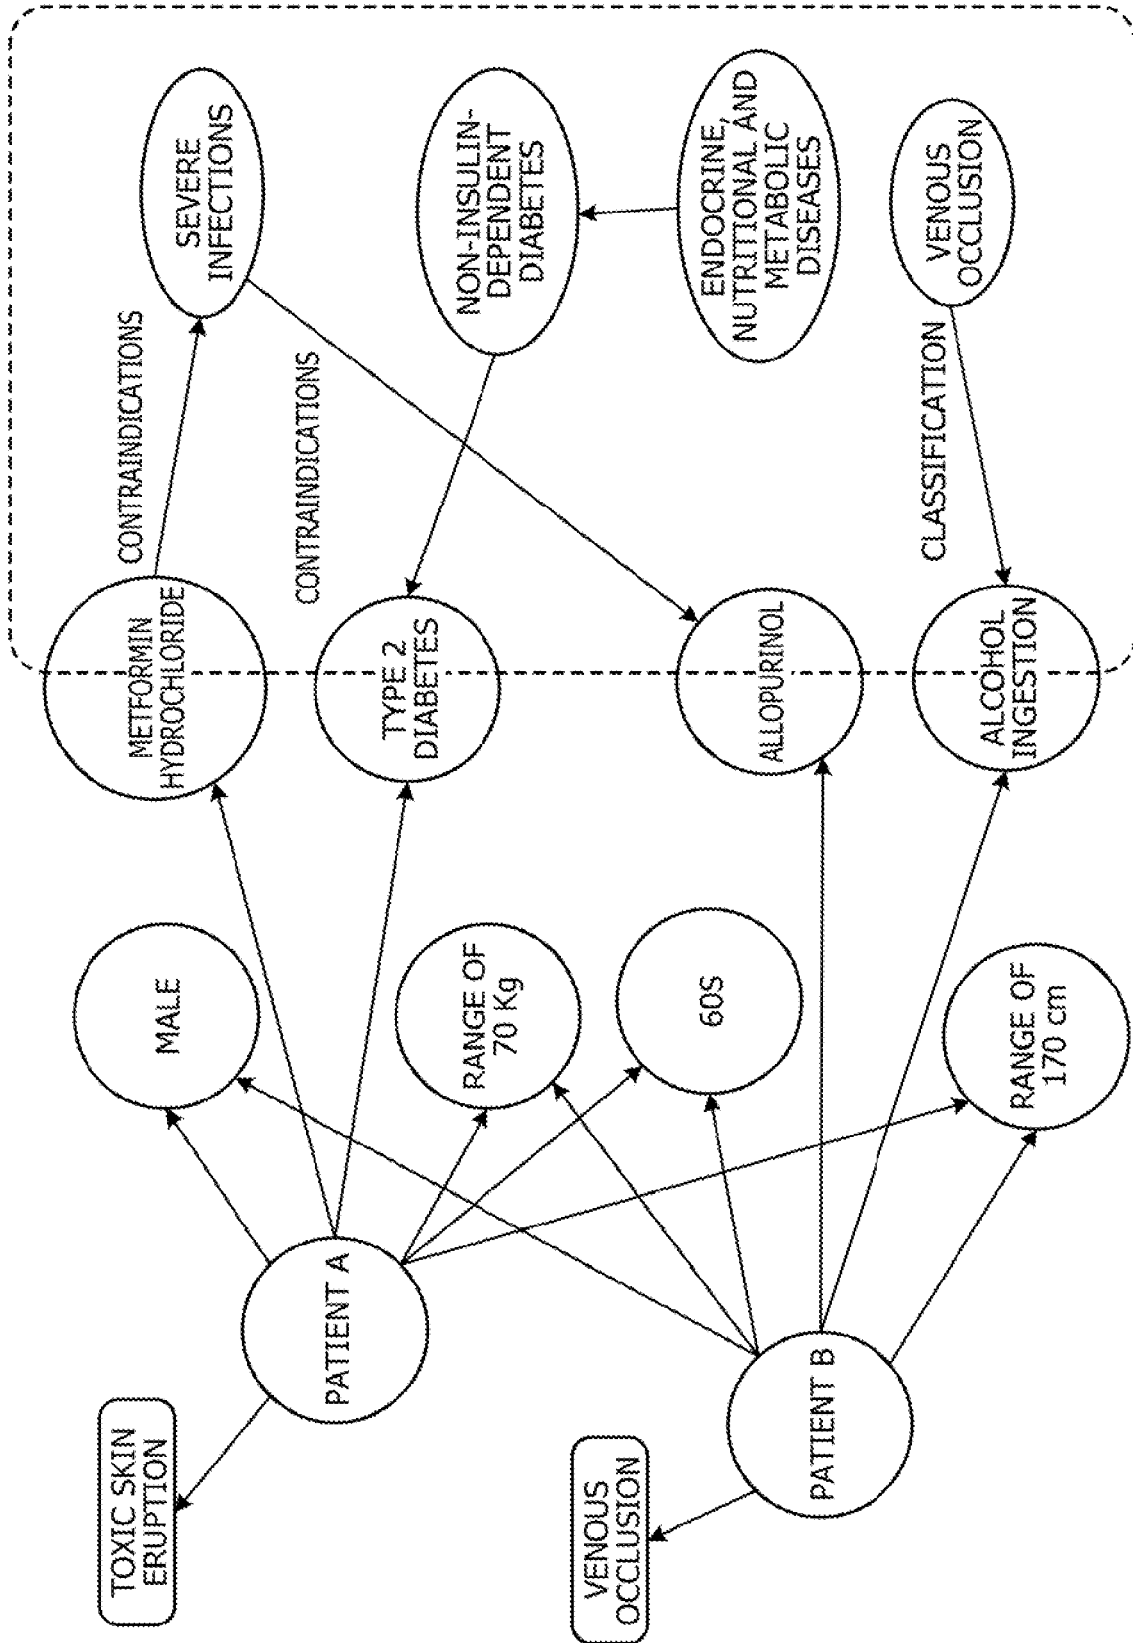 TOXIC SKIN
ERUPTION
PATIENT A
MALE
METFORMIN
HYDROCHLORIDE
CONTRAINDICATIONS
SEVERE
INFECTIONS
TYPE 2
DIABETES
CONTRAINDICATIONS
NON-INSULIN-
DEPENDENT
DIABETES
RANGE OF
70 Kg
VENOUS
OCCLUSION
PATIENT B
60S
ALLOPURINOL
ENDOCRINE,
NUTRITIONAL AND
METABOLIC
DISEASES
RANGE OF
170 cm
ALCOHOL
INGESTION
CLASSIFICATION
VENOUS
OCCLUSION